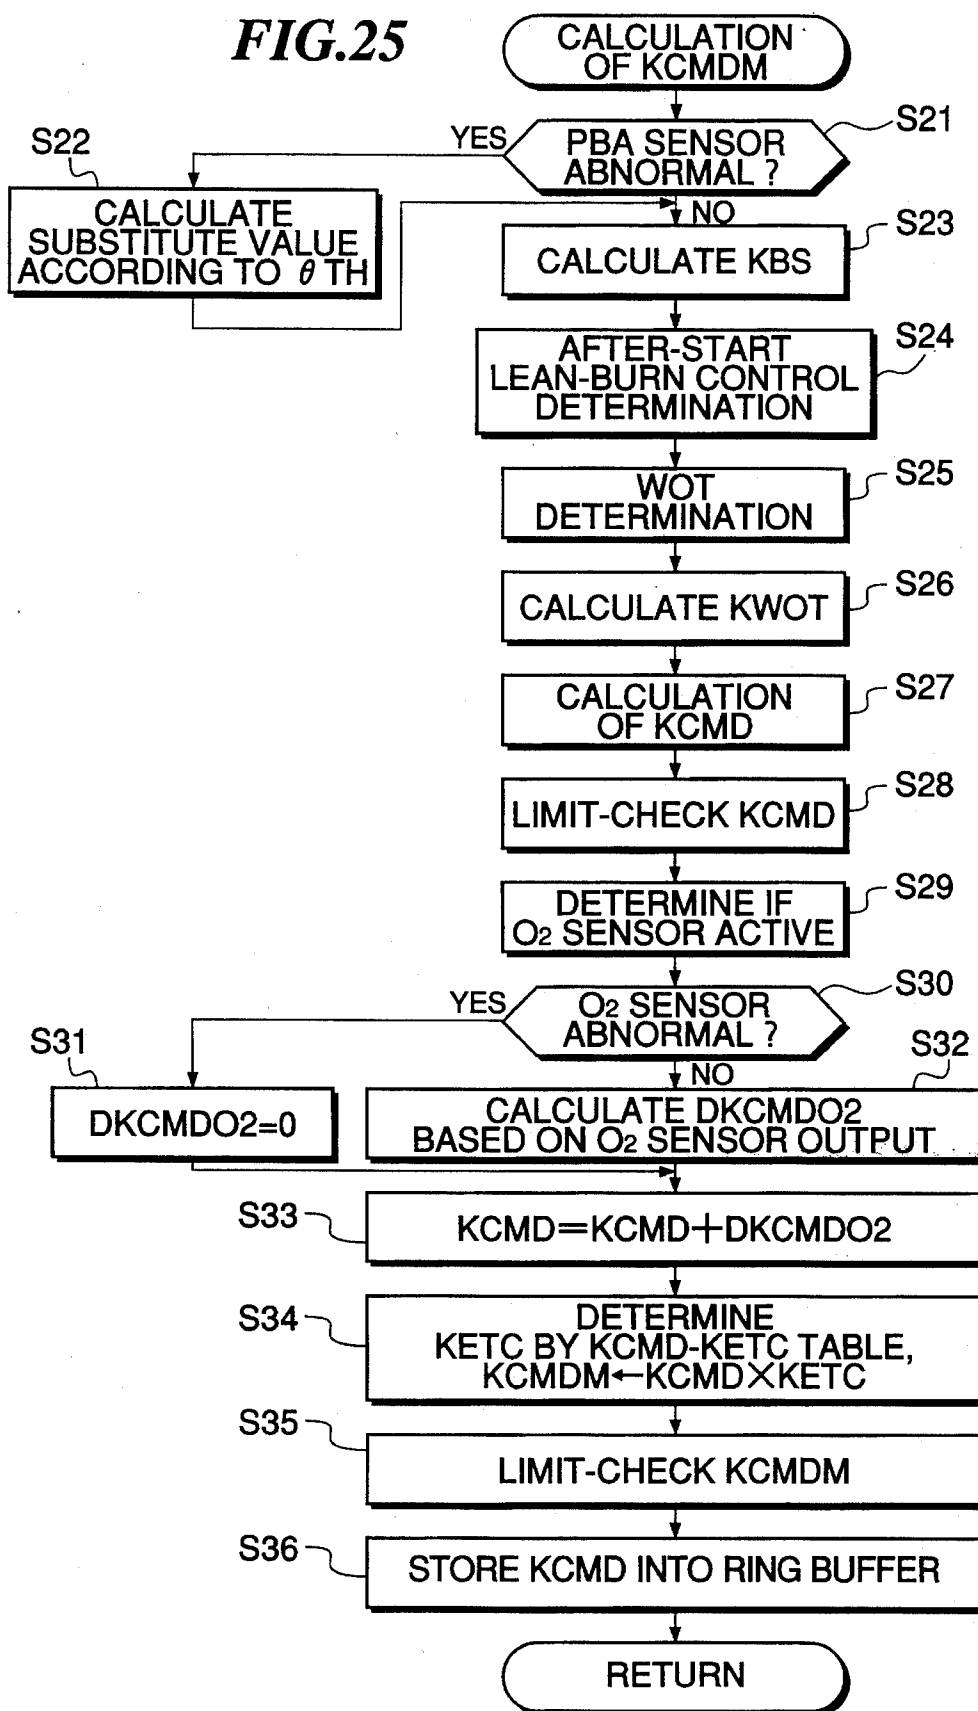 FIG.25
CALCULATION
OF KCMDM
S21
YES
PBA SENSOR
ABNORMAL ?
S22
CALCULATE
SUBSTITUTE VALUE
ACCORDING TO θ TH
NO
S23
CALCULATE KBS
S24
AFTER-START
LEAN-BURN CONTROL
DETERMINATION
S25
WOT
DETERMINATION
S26
CALCULATE KWOT
S27
CALCULATION
OF KCMD
S28
LIMIT-CHECK KCMD
S29
DETERMINE IF
O2 SENSOR ACTIVE
S30
YES
O2 SENSOR
ABNORMAL ?
S31
DKCMDO2=0
NO
S32
CALCULATE DKCMDO2
BASED ON O2 SENSOR OUTPUT
S33
KCMD=KCMD+DKCMDO2
S34
DETERMINE
KETC BY KCMD-KETC TABLE,
KCMDM←KCMD×KETC
S35
LIMIT-CHECK KCMDM
S36
STORE KCMD INTO RING BUFFER
RETURN